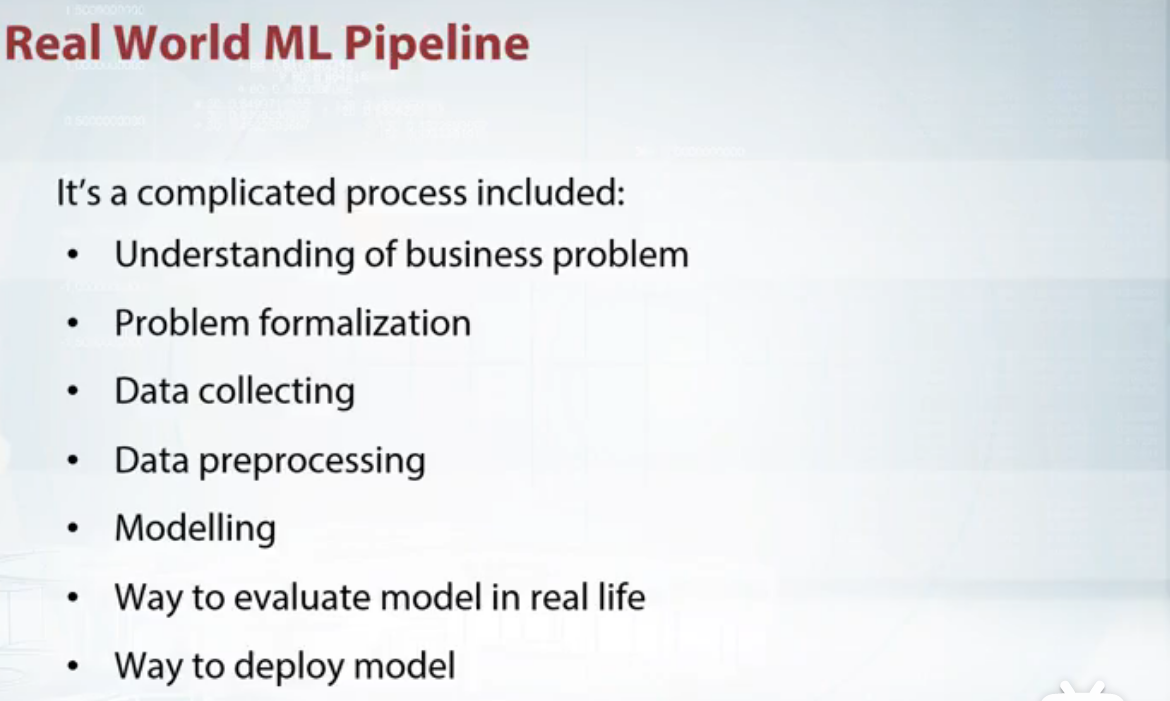 Real World ML Pipeline
It's a complicated process included:
• Understanding of business problem
• Problem formalization
• Data collecting
• Data preprocessing
• Modelling
• Way to evaluate model in real life
• Way to deploy model